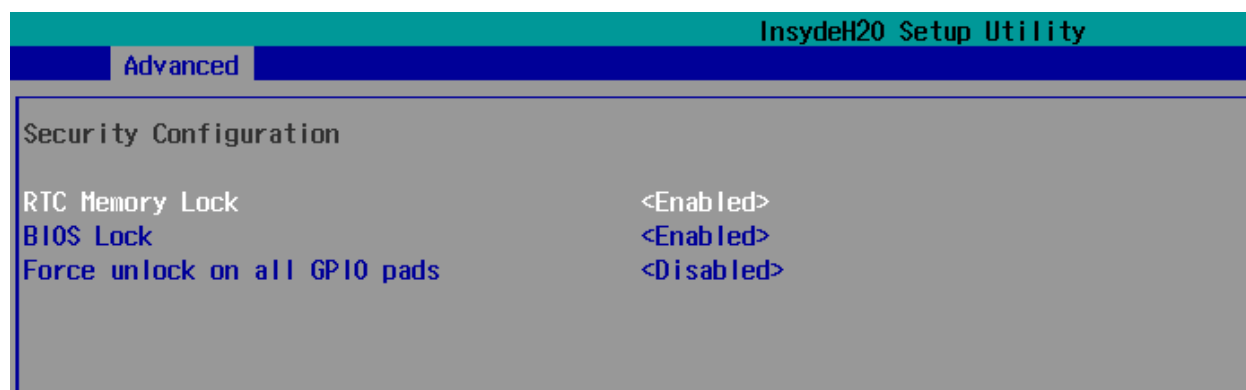 InsydeH20 Setup Utility
Advanced
Security Configuration
RTC Memory Lock <Enabled>
BIOS Lock <Enabled>
Force unlock on all GPIO pads <Disabled>